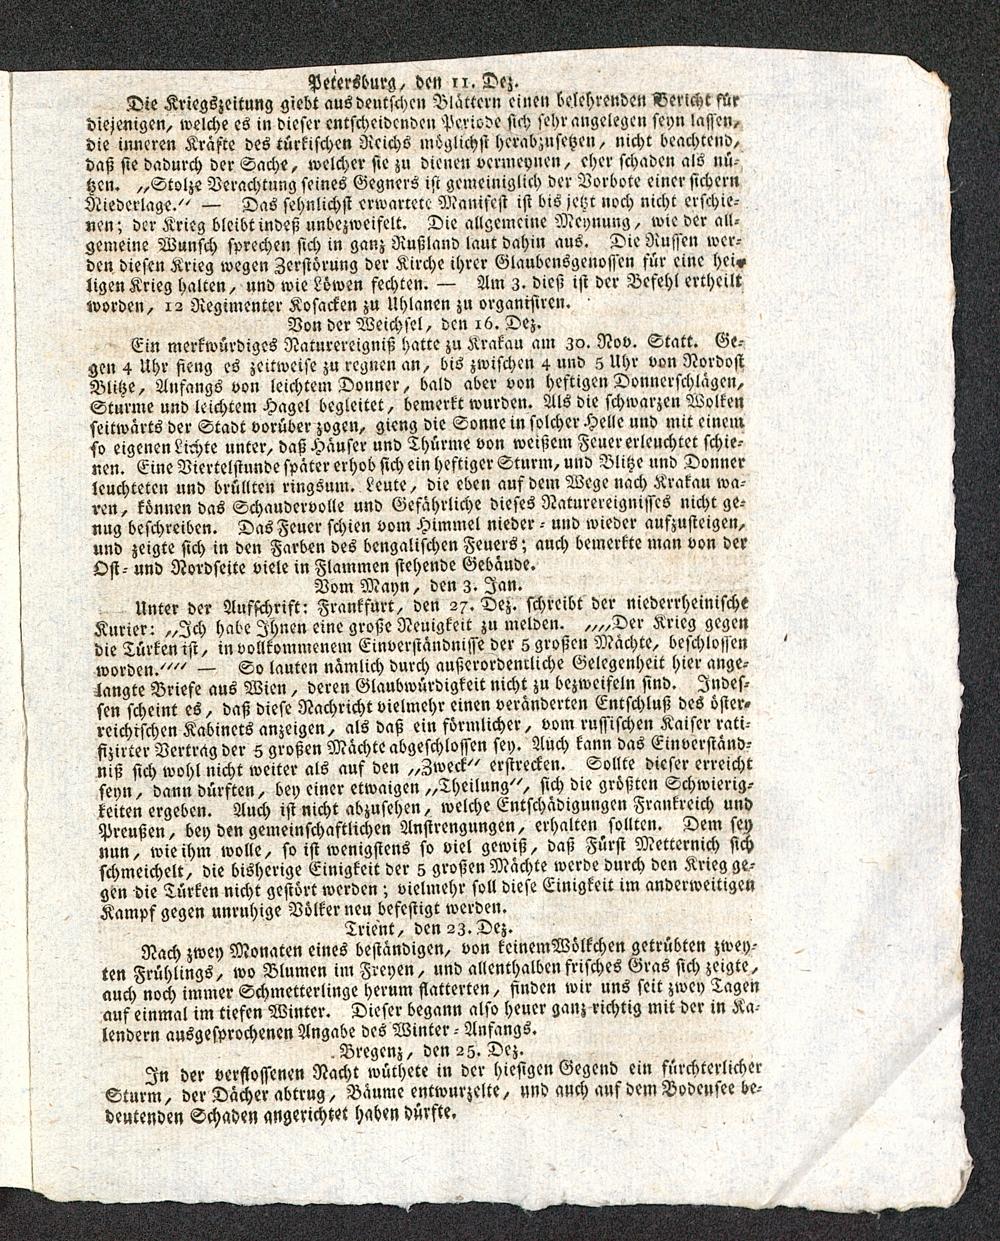 Petersburg, den 11. Dez.
Die Kriegszeitung giebt aus deutschen Blättern einen belehrenden Bericht für
diejenigen, welche es in dieser entscheidenden Periode sich sehr angelegen seyn lassen,
die inneren Kräfte des türkischen Reichs möglichst herabzusetzen, nicht beachtend,
daß sie dadurch der Sache, welcher sie zu dienen vermeynen, eher schaden als nü-
tzen. „Stolze Verachtung seines Gegners ist gemeiniglich der Vorbote einer sichern
Niederlage.“ — Das sehnlichst erwartete Manifest ist bis jetzt noch nicht erschie-
nen; der Krieg bleibt indeß unbezweifelt. Die allgemeine Meynung, wie der all-
gemeine Wunsch sprechen sich in ganz Rußland laut dahin aus. Die Russen wer-
den diesen Krieg wegen Zerstörung der Kirche ihrer Glaubensgenossen für eine hei-
ligen Krieg halten, und wie Löwen fechten. — Am 3. dieß ist der Befehl ertheilt
worden, 12 Regimenter Kosacken zu Uhlanen zu organisiren.
Von der Weichsel, den 16. Dez.
Ein merkwürdiges Naturereigniß hatte zu Krakau am 30. Nov. Statt. Ge-
gen 4 Uhr fieng es zeitweise zu regnen an, bis zwischen 4 und 5 Uhr von Nordost
Blitze, Anfangs von leichtem Donner, bald aber von heftigen Donnerschlägen,
Sturme und leichtem Hagel begleitet, bemerkt wurden. Als die schwarzen Wolken
seitwärts der Stadt vorüber zogen, gieng die Sonne in solcher Helle und mit einem
so eigenen Lichte unter, daß Häuser und Thürme von weißem Feuer erleuchtet schie-
nen. Eine Viertelstunde später erhob sich ein heftiger Sturm, und Blitze und Donner
leuchteten und brüllten ringsum. Leute, die eben auf dem Wege nach Krakau wa-
ren, können das Schaudervolle und Gefährliche dieses Naturereignisses nicht ge-
nug beschreiben. Das Feuer schien vom Himmel nieder- und wieder aufzusteigen,
und zeigte sich in den Farben des bengalischen Feuers; auch bemerkte man von der
Ost- und Nordseite viele in Flammen stehende Gebäude.
Vom Mayn, den 3. Jan.
Unter der Aufschrift: Frankfurt, den 27. Dez. schreibt der niederrheinische
Kurier: „Ich habe Ihnen eine große Neuigkeit zu melden. „„Der Krieg gegen
die Türken ist, in vollkommenem Einverständnisse der 5 großen Mächte, beschlossen
worden.““ — So lauten nämlich durch außerordentliche Gelegenheit hier ange-
langte Briefe aus Wien, deren Glaubwürdigkeit nicht zu bezweifeln sind. Indes-
sen scheint es, daß diese Nachricht vielmehr einen veränderten Entschluß des öster-
reichischen Kabinets anzeigen, als daß ein förmlicher, vom russischen Kaiser rati-
fizirter Vertrag der 5 großen Mächte abgeschlossen sey. Auch kann das Einverständ-
niß sich wohl nicht weiter als auf den „Zweck“ erstrecken. Sollte dieser erreicht
seyn, dann dürften, bey einer etwaigen „Theilung“, sich die größten Schwierig-
keiten ergeben. Auch ist nicht abzusehen, welche Entschädigungen Frankreich und
Preußen, bey den gemeinschaftlichen Anstrengungen, erhalten sollten. Dem sey
nun, wie ihm wolle, so ist wenigstens so viel gewiß, daß Fürst Metternich sich
schmeichelt, die bisherige Einigkeit der 5 großen Mächte werde durch den Krieg ge-
gen die Türken nicht gestört werden; vielmehr soll diese Einigkeit im anderweitigen
Kampf gegen unruhige Völker neu befestigt werden.
Trient, den 23. Dez.
Nach zwey Monaten eines beständigen, von keinem Wölkchen getrübten zwey-
ten Frühlings, wo Blumen im Freyen, und allenthalben frisches Gras sich zeigte,
auch noch immer Schmetterlinge herum flatterten, finden wir uns seit zwey Tagen
auf einmal im tiefen Winter. Dieser begann also heuer ganz richtig mit der in Ka-
lendern ausgesprochenen Angabe des Winter-Anfangs.
Bregenz, den 25. Dez.
In der verflossenen Nacht wüthete in der hiesigen Gegend ein fürchterlicher
Sturm, der Dächer abtrug, Bäume entwurzelte, und auch auf dem Bodensee be-
deutenden Schaden angerichtet haben dürfte.